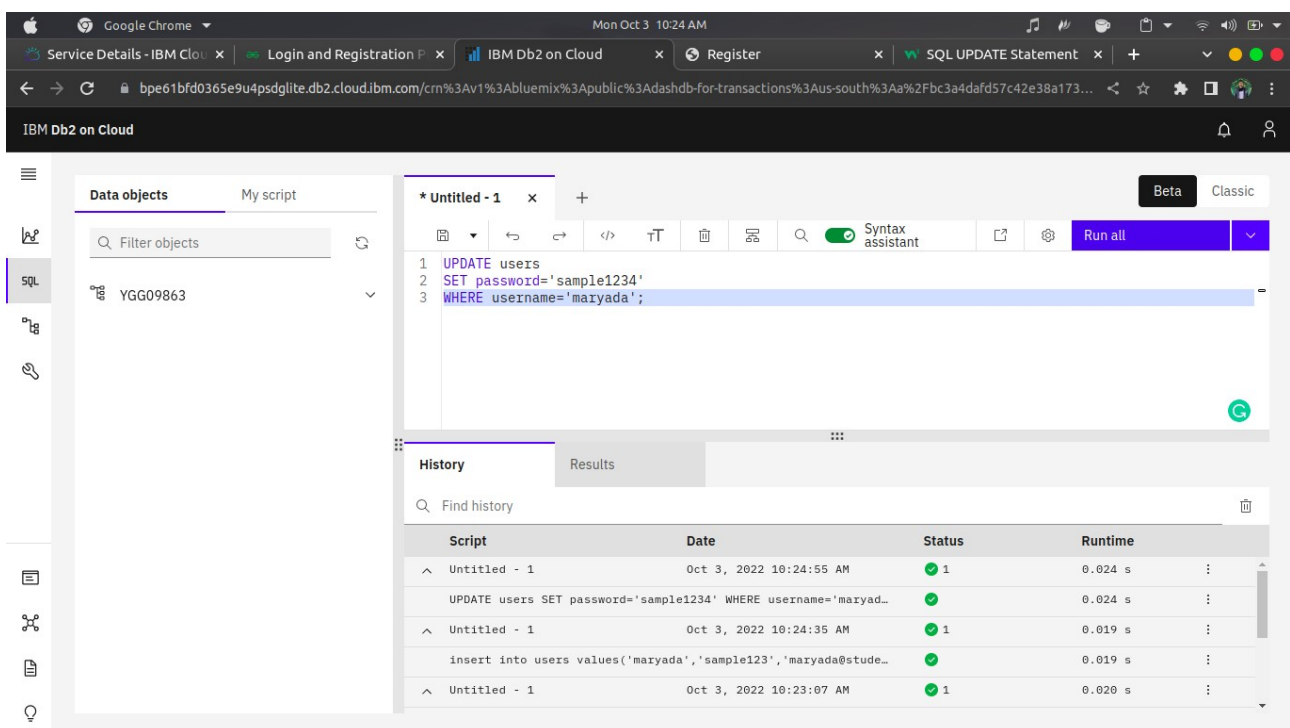 Google Chrome
Mon Oct 3 10:24 AM
Service Details - IBM Clou
Login and Registration P
IBM Db2 on Cloud
Register
SQL UPDATE Statement
bpe61bfd0365e9u4psdglite.db2.cloud.ibm.com/crn%3Av1%3Abluemix%3Apublic%3Adashdb-for-transactions%3Aus-south%3Aa%2Fbc3a4dafd57c42e38a173...
IBM Db2 on Cloud
Data objects
My script
* Untitled - 1
Beta
Classic
Filter objects
Syntax
assistant
Run all
SQL
YGG09863
1 UPDATE users
2 SET password='sample1234'
3 WHERE username='maryada';
History
Results
Find history
Script Date Status Runtime
Untitled - 1 Oct 3, 2022 10:24:55 AM 1 0.024 s
UPDATE users SET password='sample1234' WHERE username='maryad… 0.024 s
Untitled - 1 Oct 3, 2022 10:24:35 AM 1 0.019 s
insert into users values('maryada','sample123','maryada@stude… 0.019 s
Untitled - 1 Oct 3, 2022 10:23:07 AM 1 0.020 s